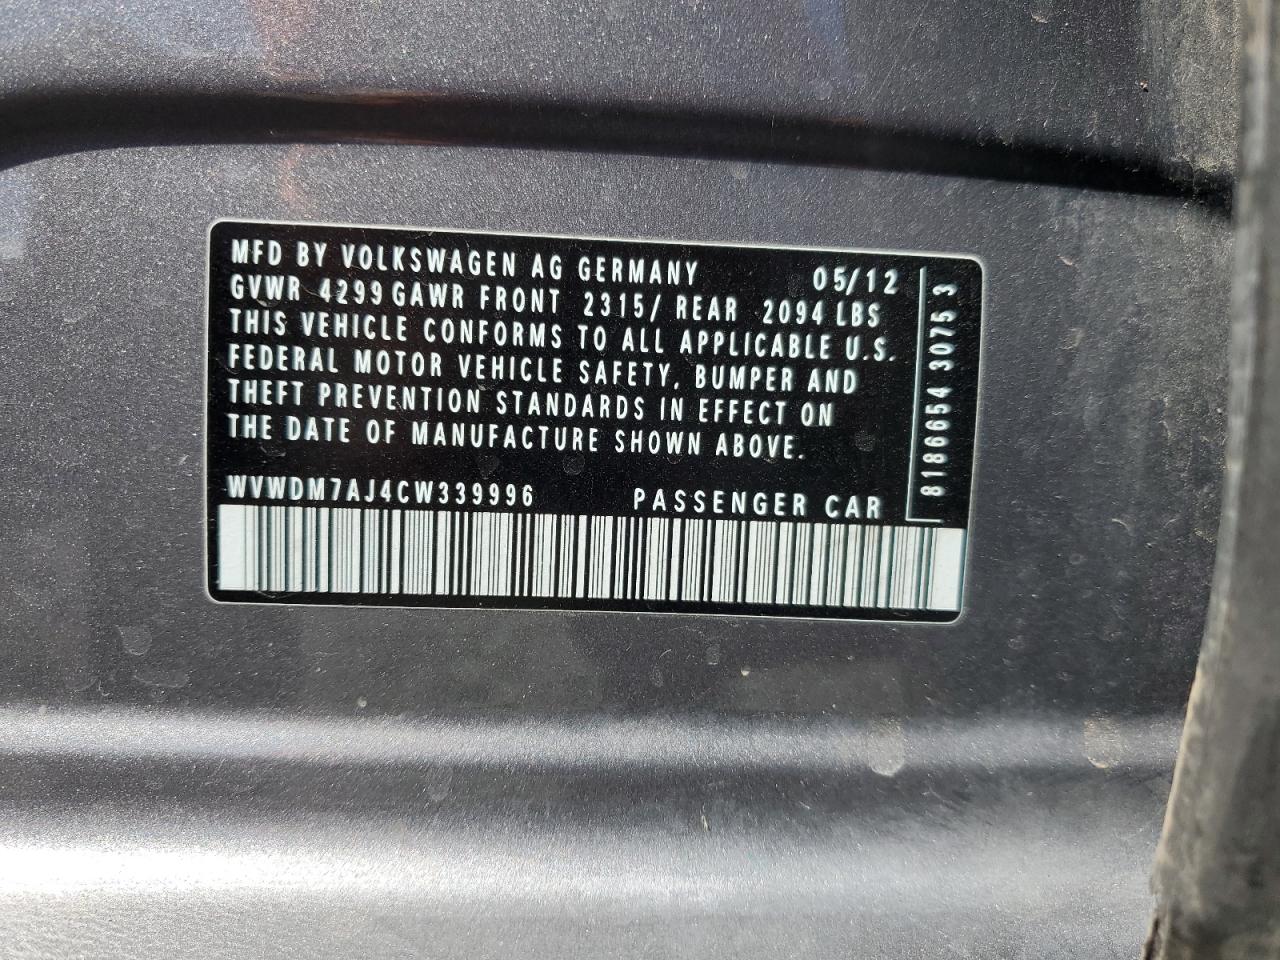 MFD BY VOLKSWAGEN AG GERMANY 05/12
GVWR 4299 GAWR FRONT 2315/ REAR 2094 LBS
THIS VEHICLE CONFORMS TO ALL APPLICABLE U.S.
FEDERAL MOTOR VEHICLE SAFETY, BUMPER AND
THEFT PREVENTION STANDARDS IN EFFECT ON
THE DATE OF MANUFACTURE SHOWN ABOVE.
WVWDM7AJ4CW339996 PASSENGER CAR
8186654 3075 3